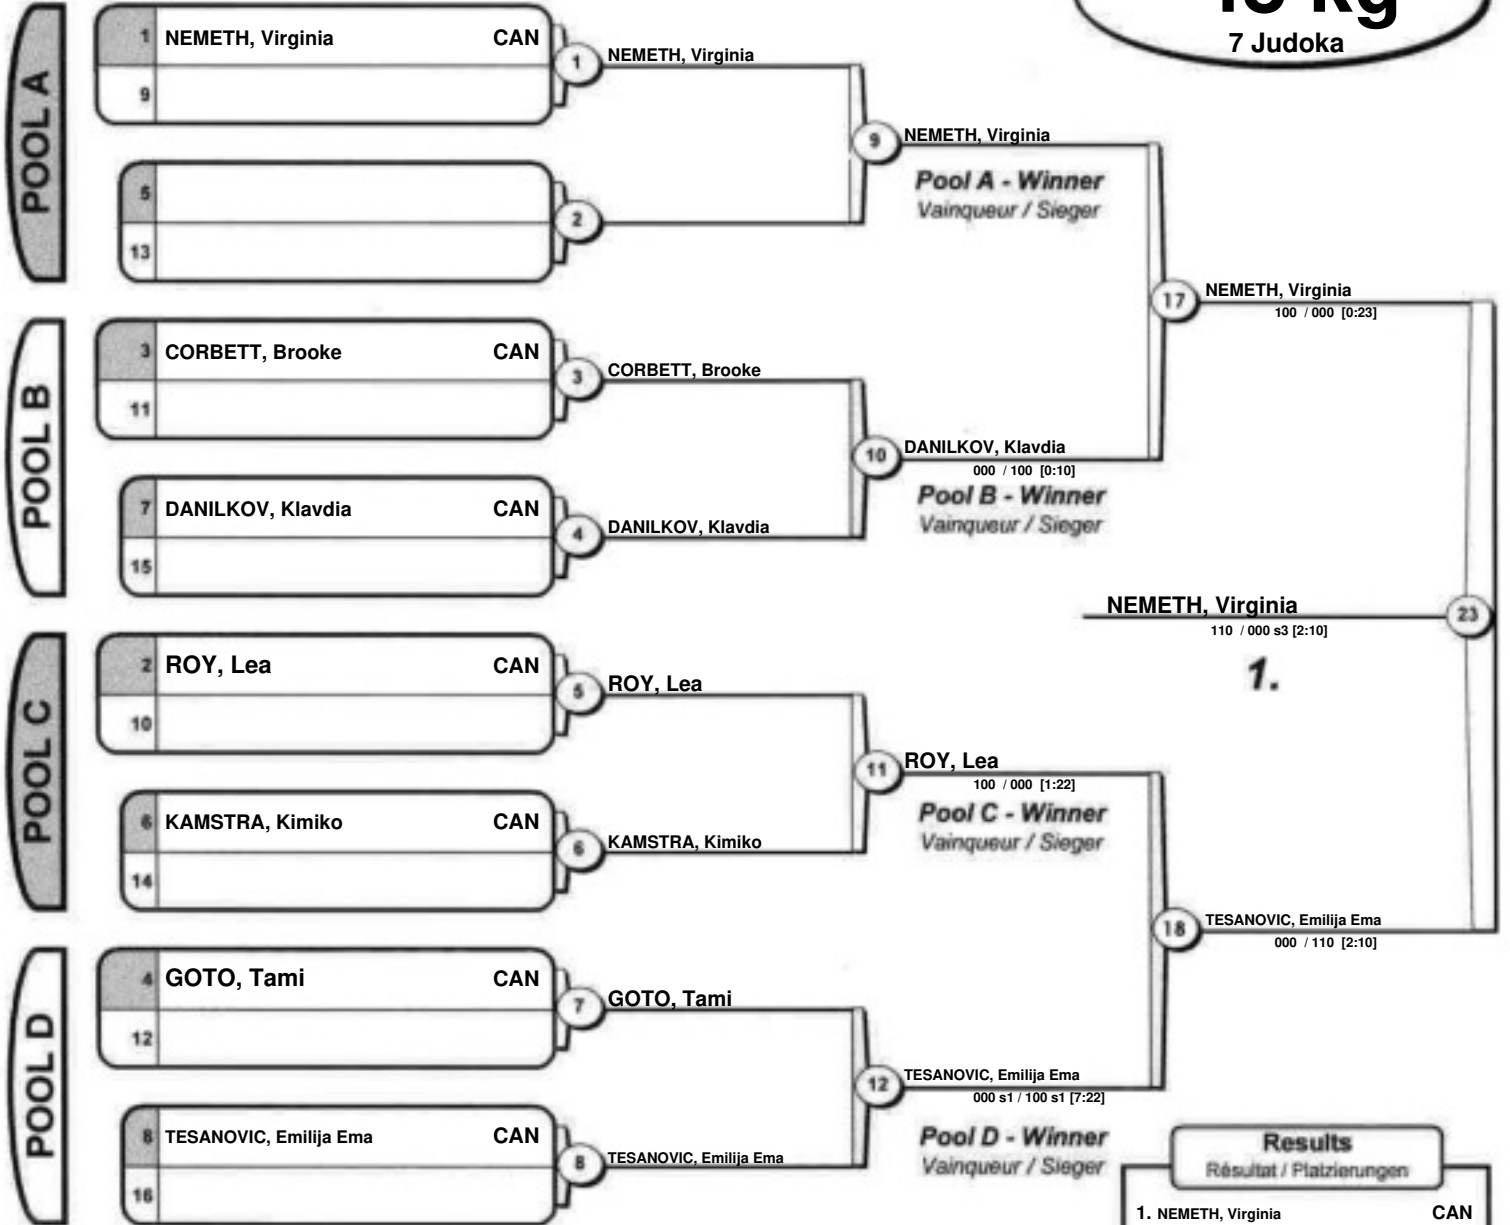 7 Judoka
POOL A
1 NEMETH, Virginia CAN
9
1
NEMETH, Virginia
5
13
2
9
NEMETH, Virginia
Pool A - Winner
Vainqueur / Sieger
POOL B
3 CORBETT, Brooke CAN
11
3
CORBETT, Brooke
7 DANILKOV, Klavdia CAN
15
4
DANILKOV, Klavdia
10
DANILKOV, Klavdia
000 / 100 [0:10]
Pool B - Winner
Vainqueur / Sieger
17
NEMETH, Virginia
100 / 000 [0:23]
NEMETH, Virginia
23
110 / 000 s3 [2:10]
1.
POOL C
2 ROY, Lea CAN
10
5
ROY, Lea
6 KAMSTRA, Kimiko CAN
14
6
KAMSTRA, Kimiko
11
ROY, Lea
100 / 000 [1:22]
Pool C - Winner
Vainqueur / Sieger
18
TESANOVIC, Emilija Ema
000 / 110 [2:10]
POOL D
4 GOTO, Tami CAN
12
7
GOTO, Tami
8 TESANOVIC, Emilija Ema CAN
16
8
TESANOVIC, Emilija Ema
12
TESANOVIC, Emilija Ema
000 s1 / 100 s1 [7:22]
Pool D - Winner
Vainqueur / Sieger
Results
Résultat / Platzierungen
1. NEMETH, Virginia CAN